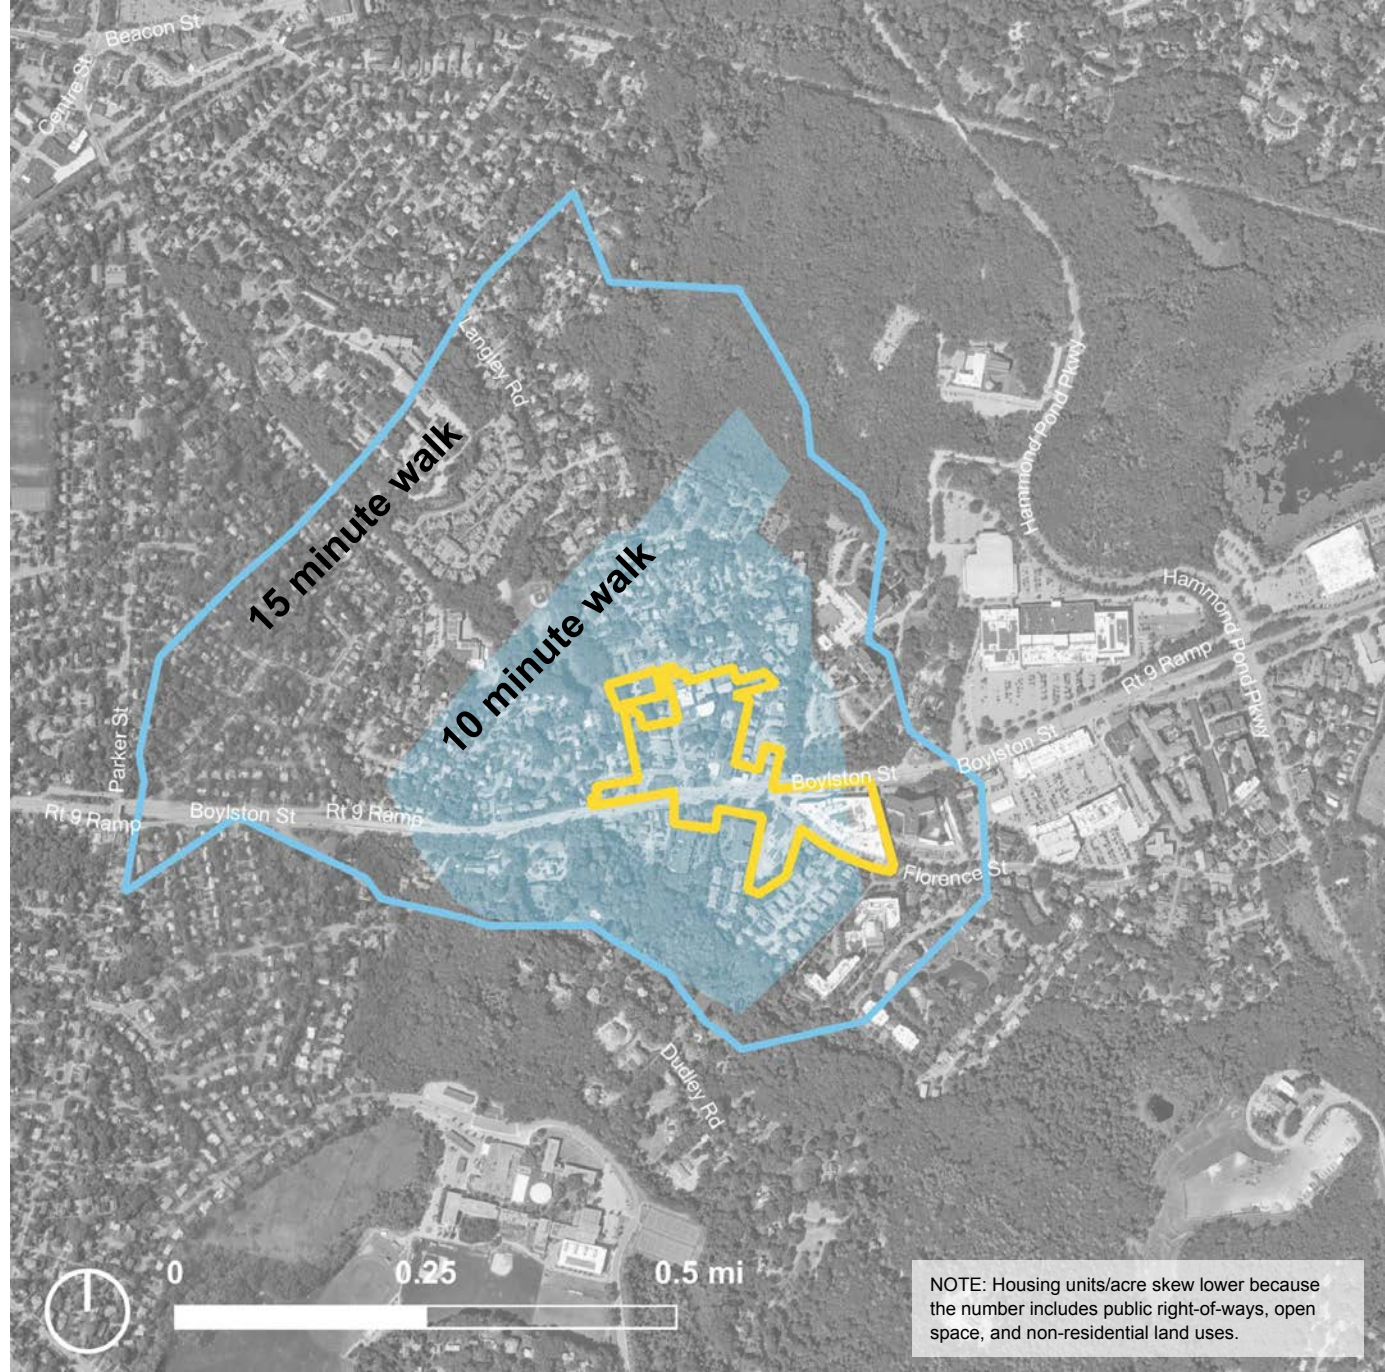 Beacon St
Centre St
Langley Rd
Hammond Pond Pkwy
15 minute walk
10 minute walk
Hammond Pond Pkwy
Rt 9 Ramp
Parker St
Boylston St
Boylston St
Rt 9 Ramp
Boylston St
Rt 9 Ramp
Florence St
Dudley Rd
0
0.25
0.5 mi
NOTE: Housing units/acre skew lower because
the number includes public right-of-ways, open
space, and non-residential land uses.